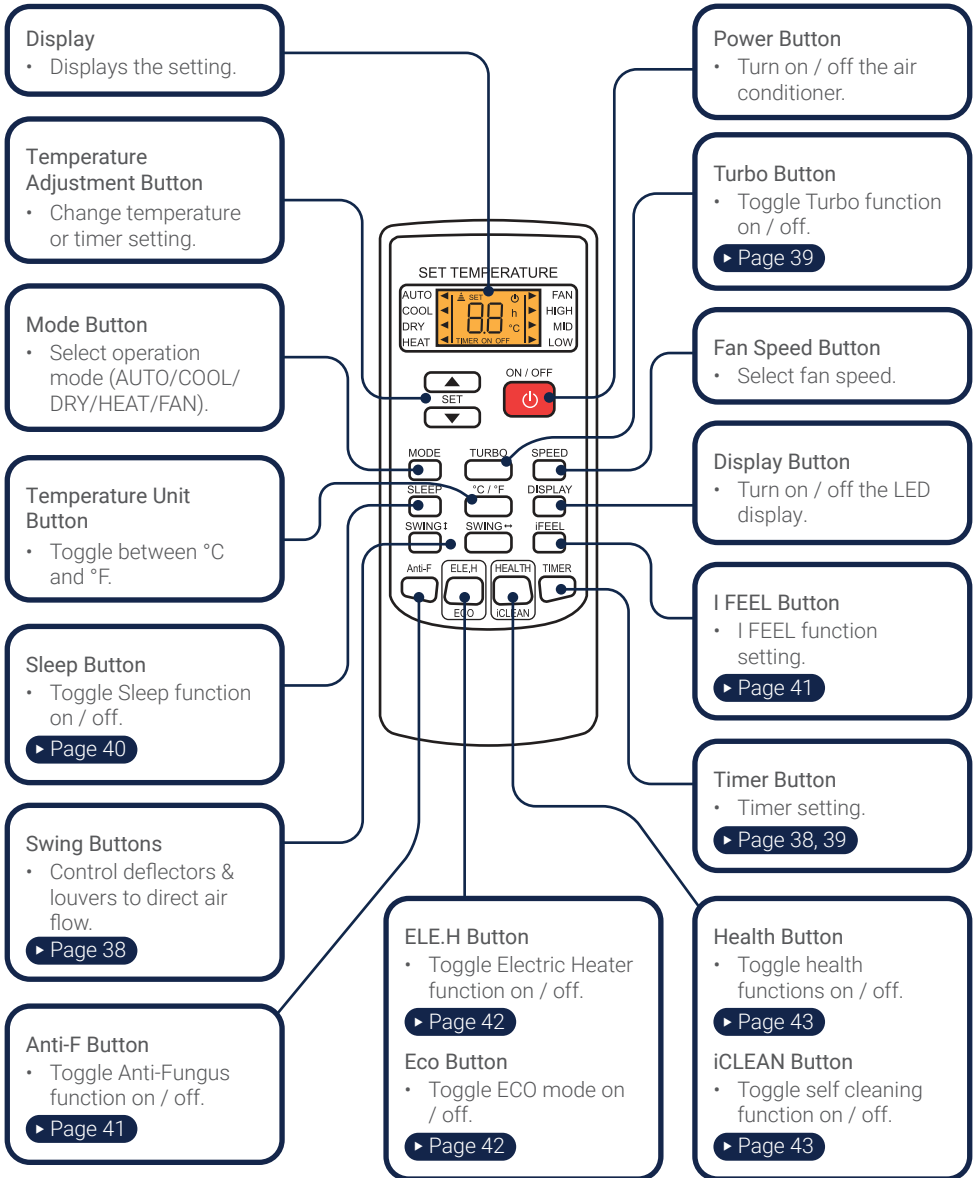 Display
• Displays the setting.
Temperature
Adjustment Button
• Change temperature
or timer setting.
Mode Button
• Select operation
mode (AUTO/COOL/
DRY/HEAT/FAN).
Temperature Unit
Button
• Toggle between °C
and °F.
Sleep Button
• Toggle Sleep function
on / off.
▸ Page 40
Swing Buttons
• Control deflectors &
louvers to direct air
flow.
▸ Page 38
Anti-F Button
• Toggle Anti-Fungus
function on / off.
▸ Page 41
SET TEMPERATURE
AUTO
COOL
DRY
HEAT
SET
8.8 h
°C
TIMER ON OFF
FAN
HIGH
MID
LOW
SET
ON / OFF
MODE TURBO SPEED
SLEEP °C / °F DISPLAY
SWING↕ SWING↔ iFEEL
Anti-F ELE.H HEALTH TIMER
ECO iCLEAN
ELE.H Button
• Toggle Electric Heater
function on / off.
▸ Page 42
Eco Button
• Toggle ECO mode on
/ off.
▸ Page 42
Power Button
• Turn on / off the air
conditioner.
Turbo Button
• Toggle Turbo function
on / off.
▸ Page 39
Fan Speed Button
• Select fan speed.
Display Button
• Turn on / off the LED
display.
I FEEL Button
• I FEEL function
setting.
▸ Page 41
Timer Button
• Timer setting.
▸ Page 38, 39
Health Button
• Toggle health
functions on / off.
▸ Page 43
iCLEAN Button
• Toggle self cleaning
function on / off.
▸ Page 43